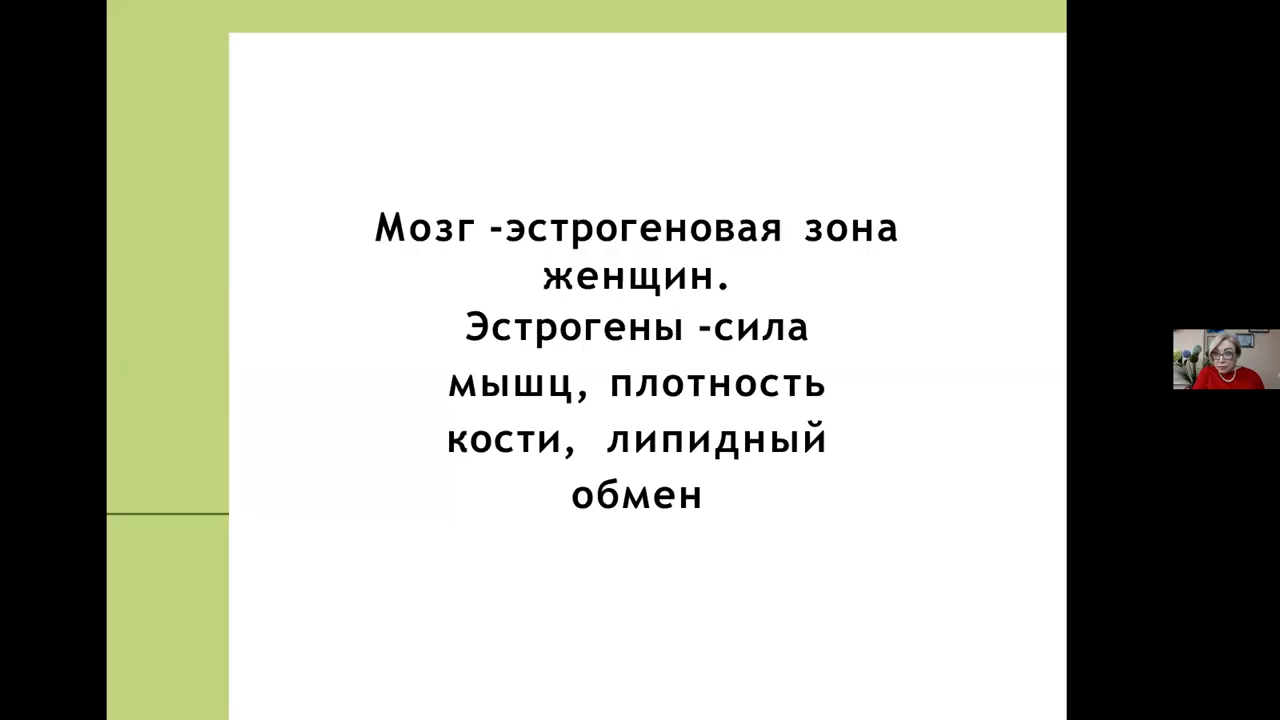 Мозг -эстрогеновая зона
женщин.
Эстрогены -сила
мышц, плотность
кости, липидный
обмен